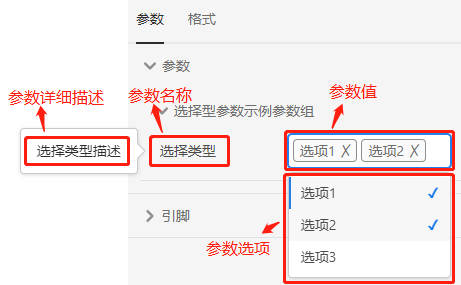 参数 格式
参数
参数详细描述 参数名称 参数值
选择型参数示例参数组
选择类型描述 选择类型 选项1 X 选项2 X
选项1
引脚 选项2
参数选项 选项3